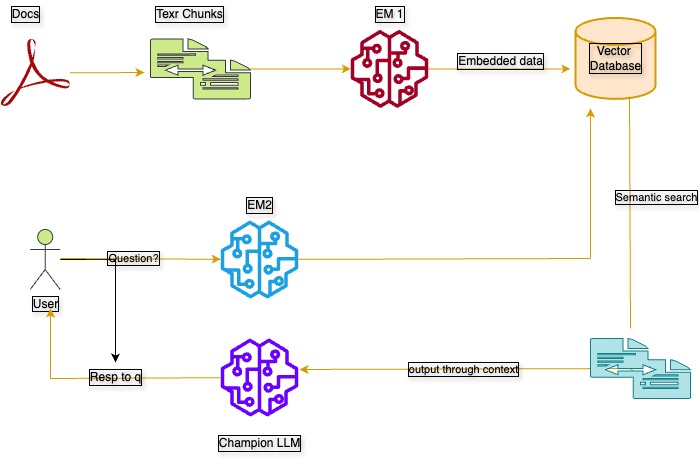 Docs
Texr Chunks
EM 1
Embedded data
Vector
Database
Semantic search
EM2
Question?
User
Resp to q
output through context
Champion LLM